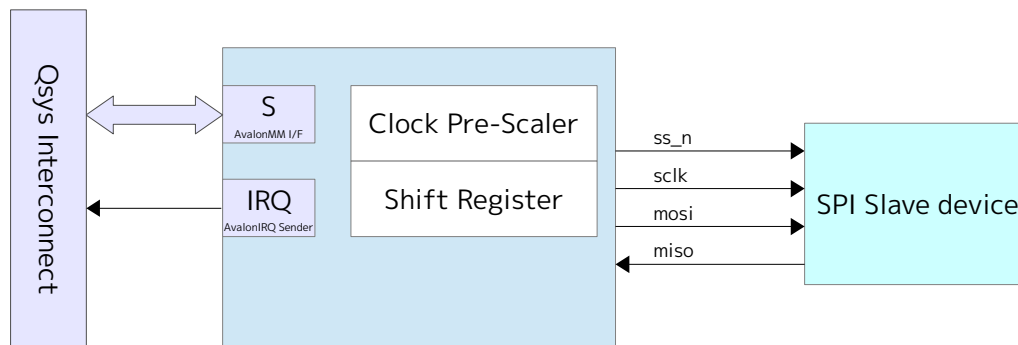 Qsys Interconnect
S
AvalonMM I/F
IRQ
AvalonIRQ Sender
Clock Pre-Scaler
Shift Register
ss_n
sclk
mosi
miso
SPI Slave device